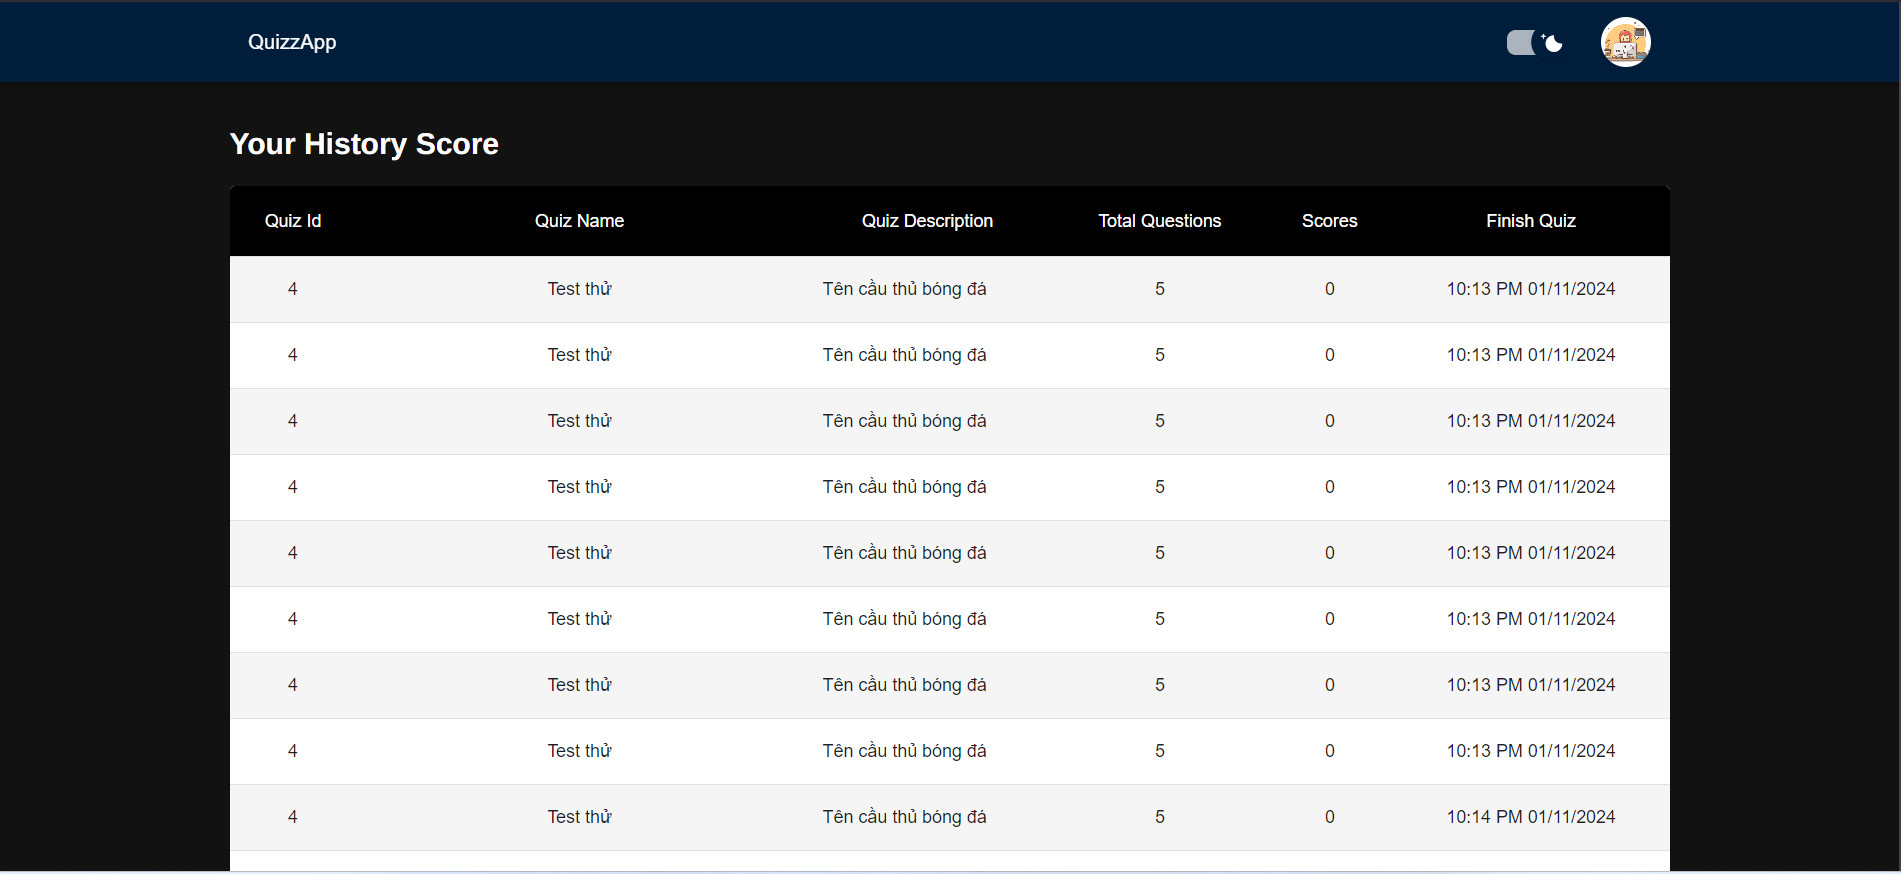 QuizzApp
Your History Score
Quiz Id Quiz Name Quiz Description Total Questions Scores Finish Quiz
4 Test thử Tên cầu thủ bóng đá 5 0 10:13 PM 01/11/2024
4 Test thử Tên cầu thủ bóng đá 5 0 10:13 PM 01/11/2024
4 Test thử Tên cầu thủ bóng đá 5 0 10:13 PM 01/11/2024
4 Test thử Tên cầu thủ bóng đá 5 0 10:13 PM 01/11/2024
4 Test thử Tên cầu thủ bóng đá 5 0 10:13 PM 01/11/2024
4 Test thử Tên cầu thủ bóng đá 5 0 10:13 PM 01/11/2024
4 Test thử Tên cầu thủ bóng đá 5 0 10:13 PM 01/11/2024
4 Test thử Tên cầu thủ bóng đá 5 0 10:13 PM 01/11/2024
4 Test thử Tên cầu thủ bóng đá 5 0 10:14 PM 01/11/2024